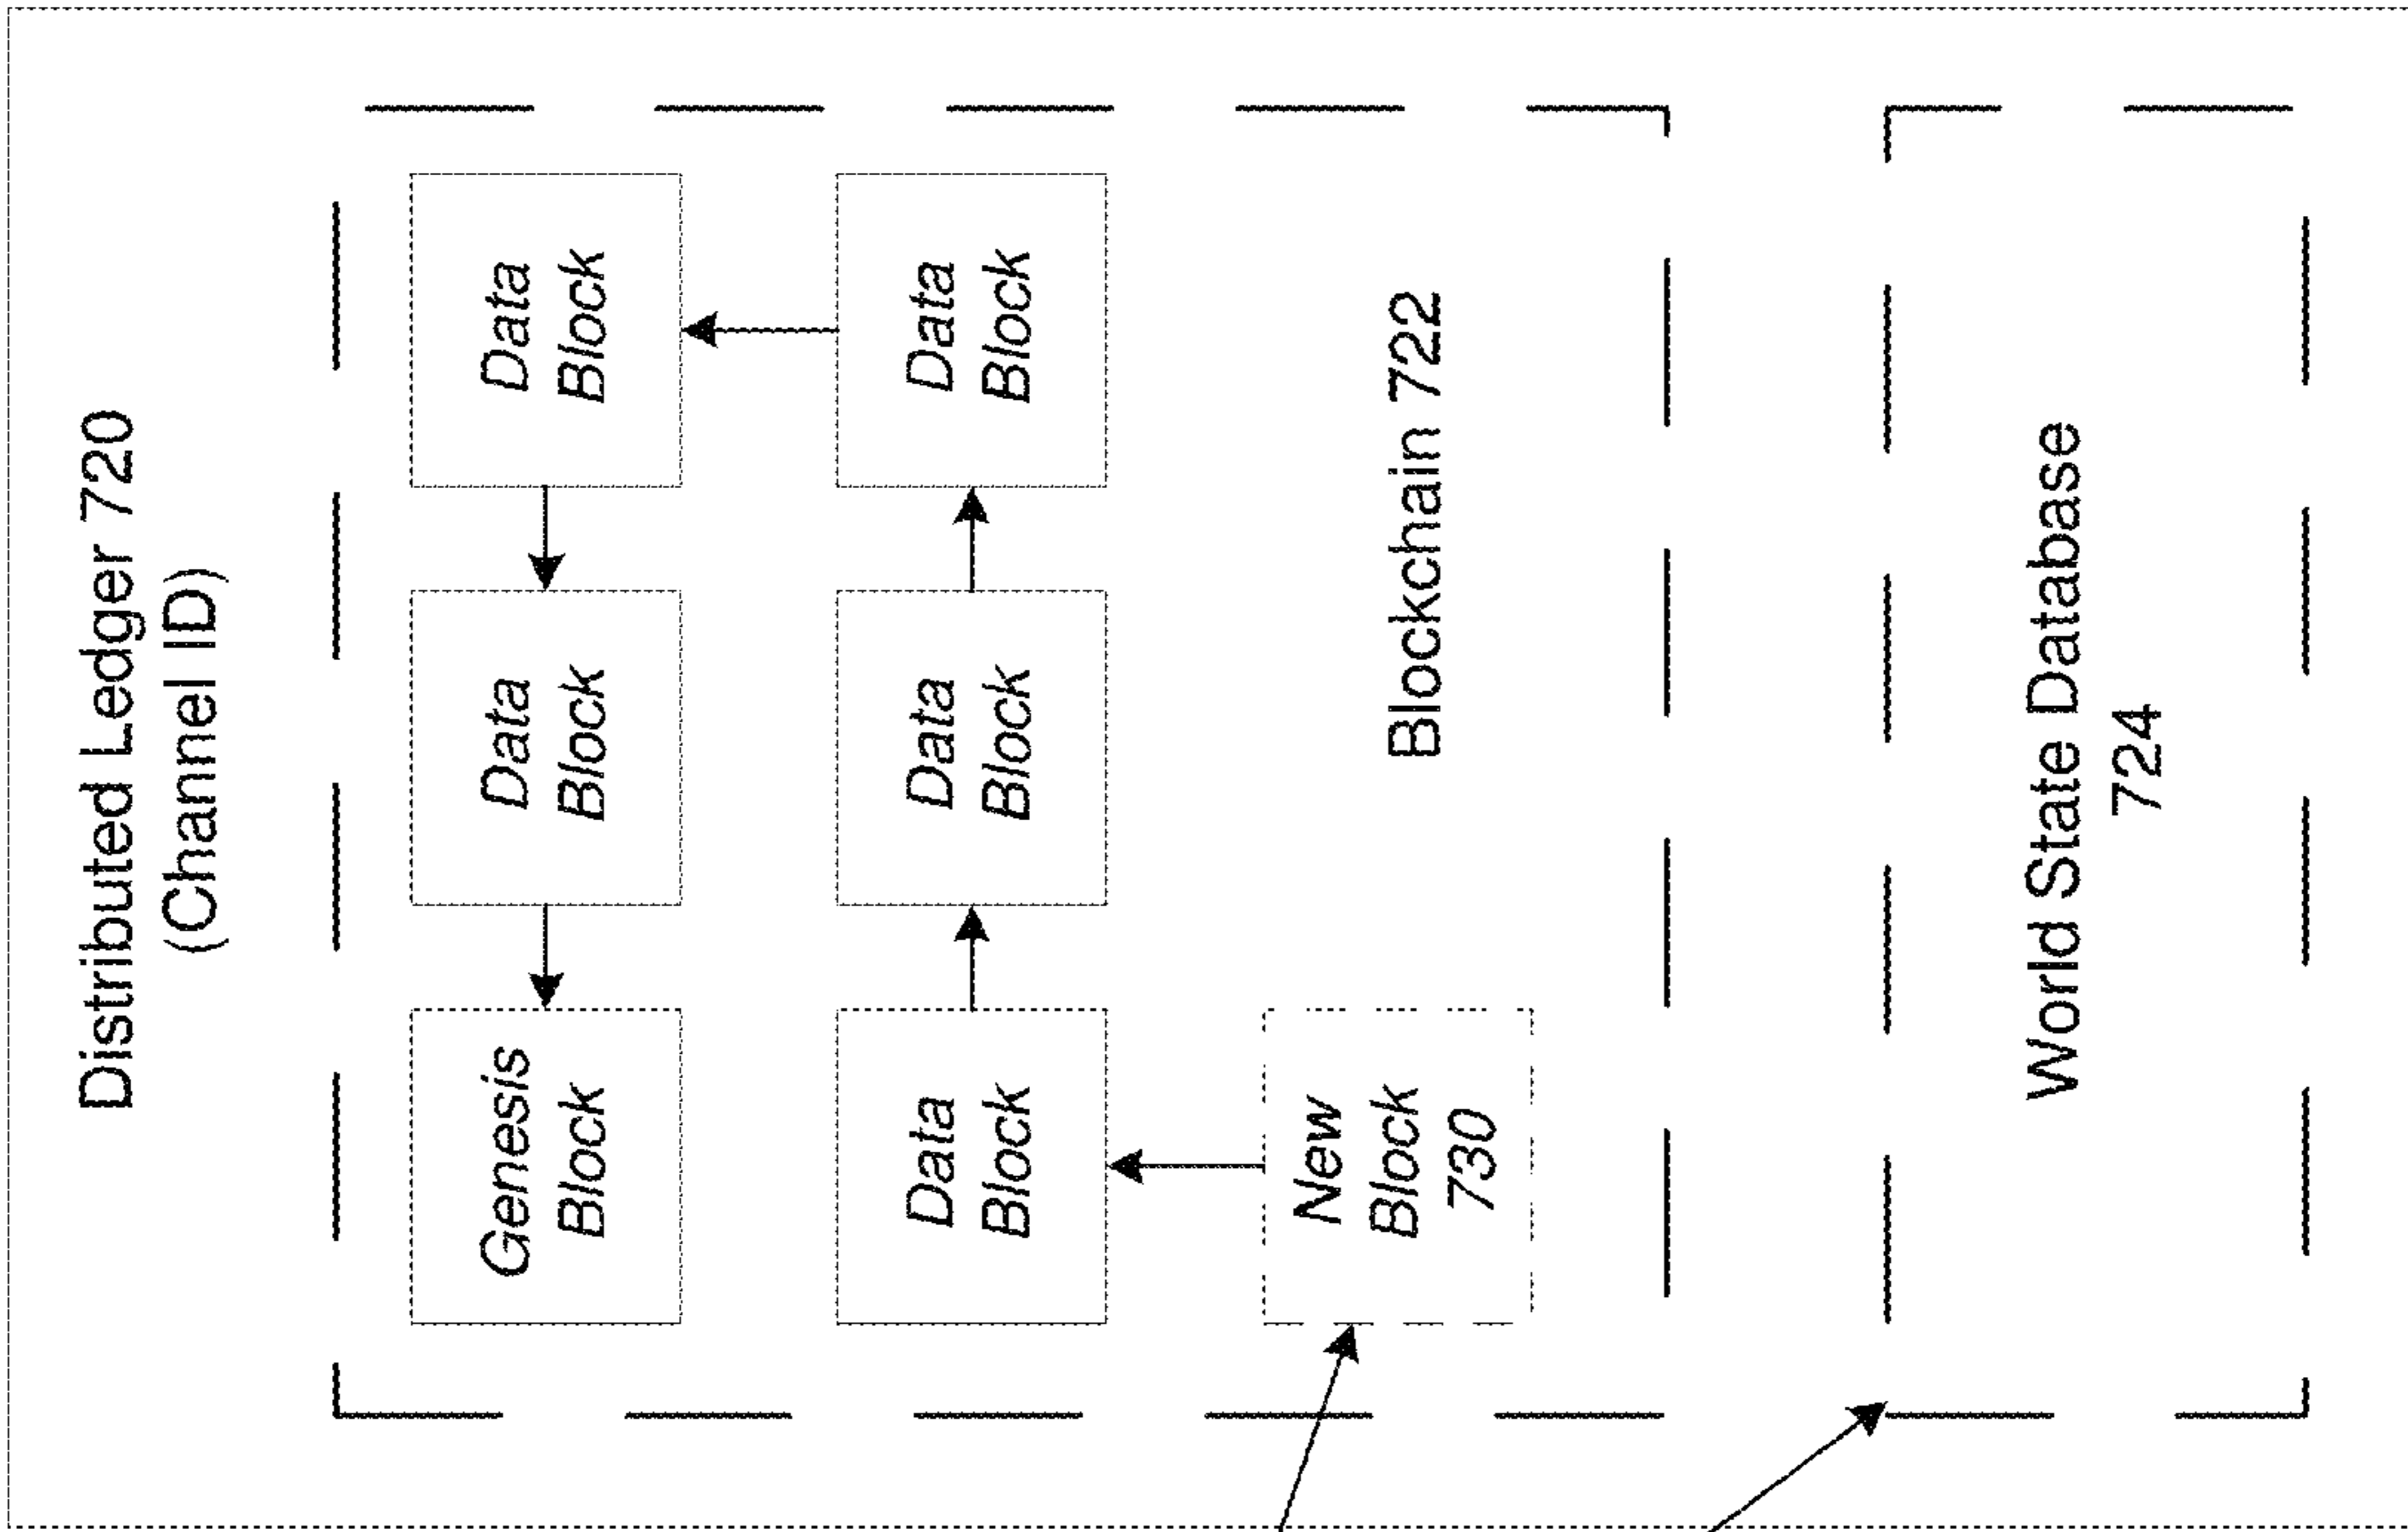 Distributed Ledger 720
(Channel ID)
Genesis
Block
Data
Block
Data
Block
Data
Block
Data
Block
Data
Block
New
Block
730
Blockchain 722
World State Database
724